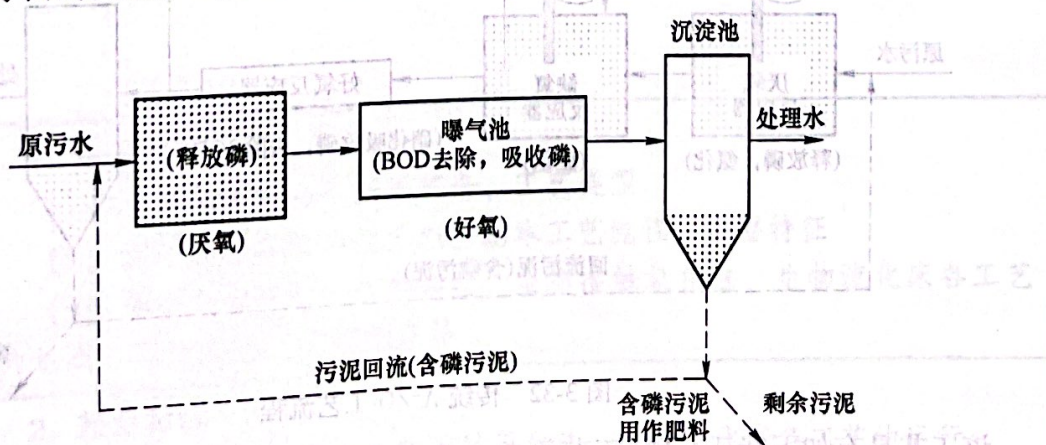 沉淀池
原污水
(释放磷)
(厌氧)
曝气池
(BOD去除，吸收磷)
(好氧)
处理水
污泥回流(含磷污泥)
含磷污泥
用作肥料
剩余污泥